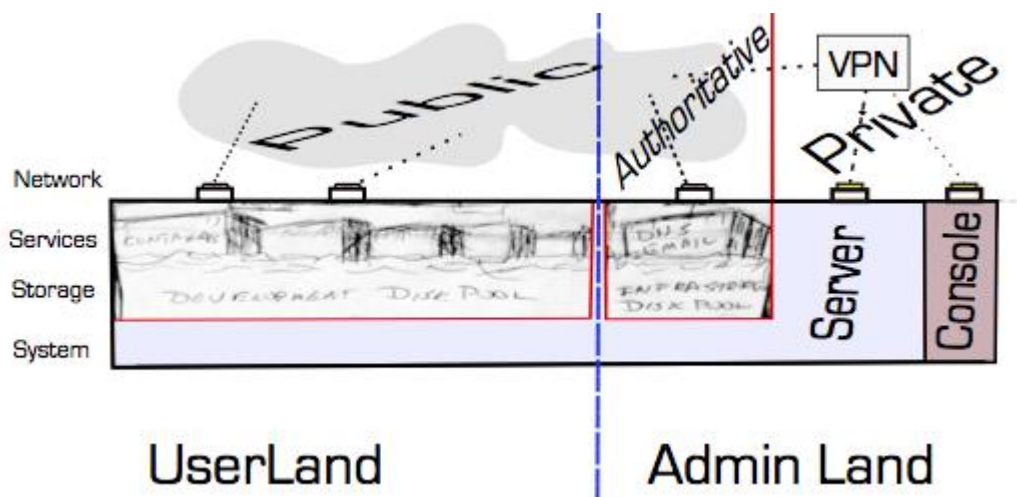 Public
Authoritative
VPN
Private
Network
Services
DNS
EMAIL
Storage
DEVELOPMENT DISK POOL
DISK POOL
System
Server
Console
UserLand
Admin Land